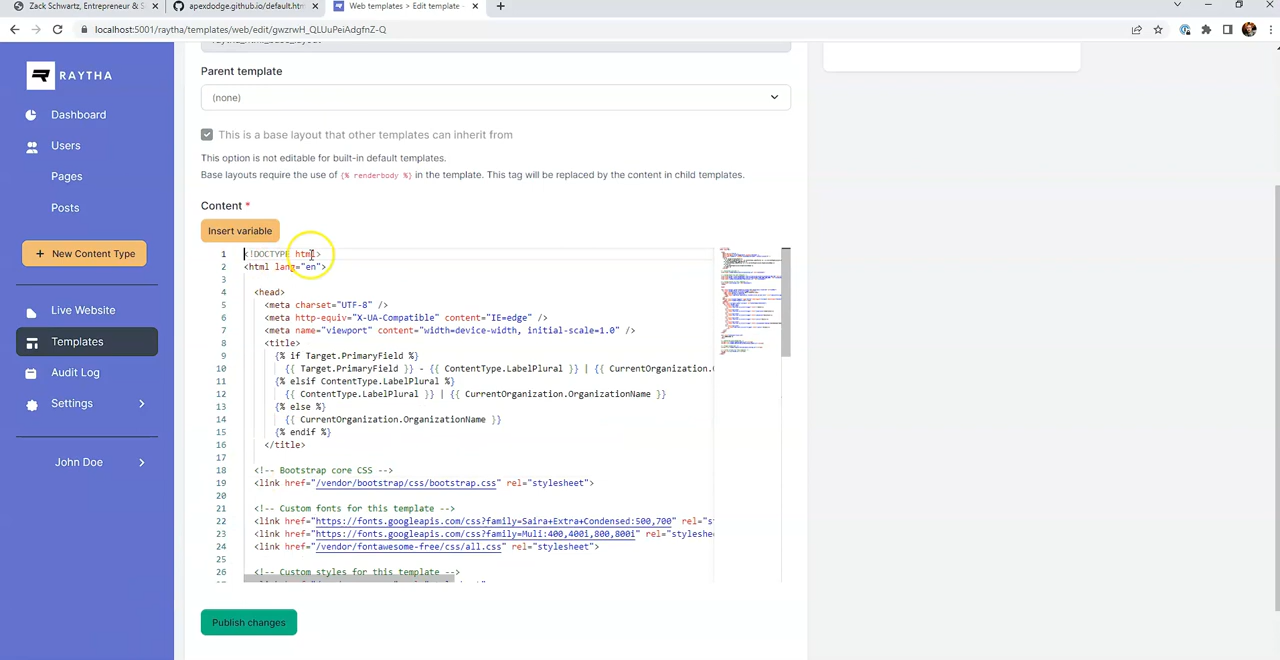 Zack Schwartz, Entrepreneur & S
apexdodge.github.io/default.htm
Web templates > Edit template -
localhost:5001/raytha/templates/web/edit/gwzrwH_QLUuPeiAdgfnZ-Q
RAYTHA
Dashboard
Users
Pages
Posts
+ New Content Type
Live Website
Templates
Audit Log
Settings
John Doe
Parent template
(none)
This is a base layout that other templates can inherit from
This option is not editable for built-in default templates.
Base layouts require the use of {% renderbody %} in the template. This tag will be replaced by the content in child templates.
Content *
Insert variable
1 <!DOCTYPE html>
2 <html lang="en">
3
4 <head>
5 <meta charset="UTF-8" />
6 <meta http-equiv="X-UA-Compatible" content="IE=edge" />
7 <meta name="viewport" content="width=device-width, initial-scale=1.0" />
8 <title>
9 {% if Target.PrimaryField %}
10 {{ Target.PrimaryField }} - {{ ContentType.LabelPlural }} | {{ CurrentOrganization.
11 {% elsif ContentType.LabelPlural %}
12 {{ ContentType.LabelPlural }} | {{ CurrentOrganization.OrganizationName }}
13 {% else %}
14 {{ CurrentOrganization.OrganizationName }}
15 {% endif %}
16 </title>
17
18 <!-- Bootstrap core CSS -->
19 <link href="/vendor/bootstrap/css/bootstrap.css" rel="stylesheet">
20
21 <!-- Custom fonts for this template -->
22 <link href="https://fonts.googleapis.com/css?family=Saira+Extra+Condensed:500,700" rel="s
23 <link href="https://fonts.googleapis.com/css?family=Muli:400,400i,800,800i" rel="styleshe
24 <link href="/vendor/fontawesome-free/css/all.css" rel="stylesheet">
25
26 <!-- Custom styles for this template -->
Publish changes